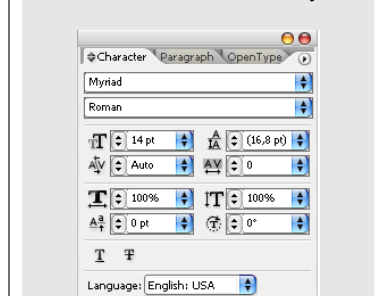 Character Paragraph OpenType
Myriad
Roman
14 pt (16,8 pt)
Auto 0
100% 100%
0 pt 0°
T T
Language: English: USA